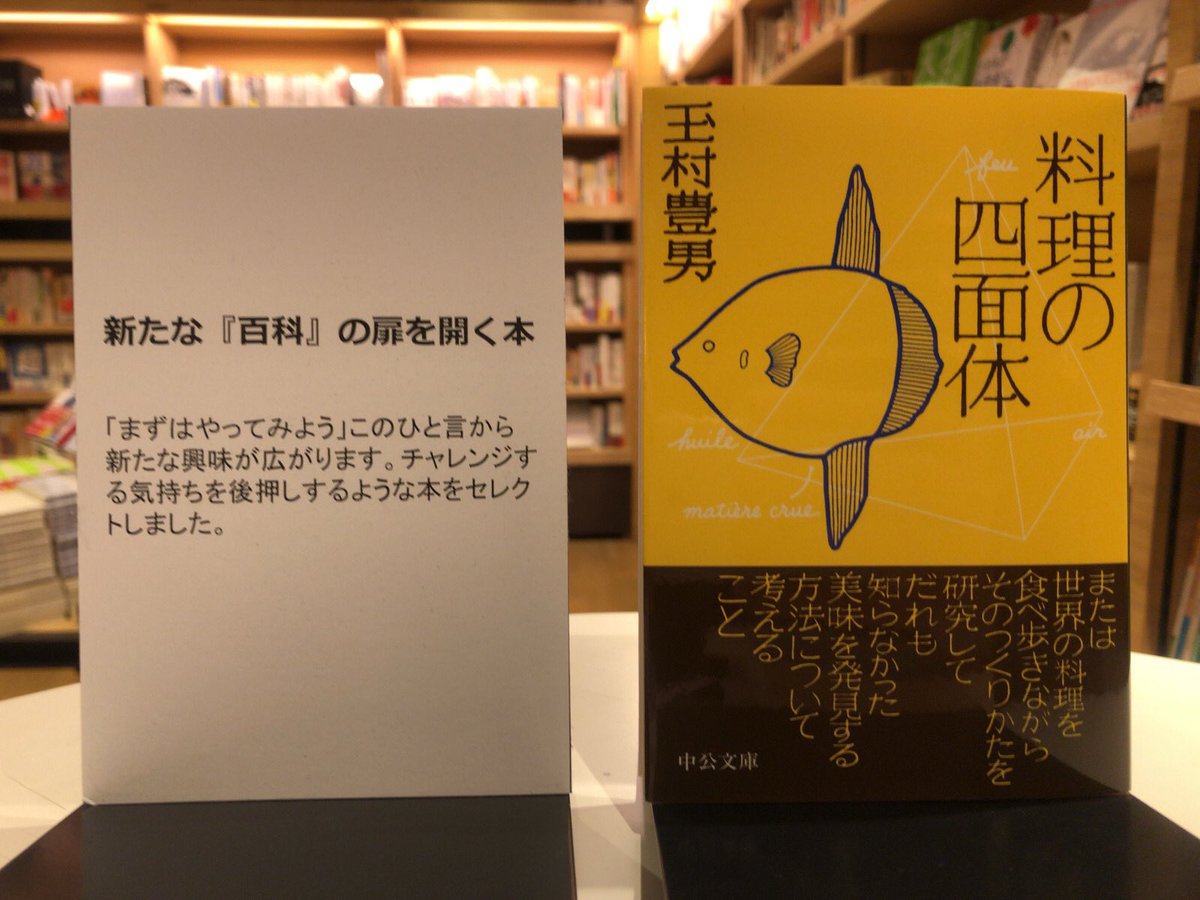 新たな『百科』の扉を開く本
「まずはやってみよう」このひと言から
新たな興味が広がります。チャレンジす
る気持ちを後押しするような本をセレク
トしました。
料理の
四面体
玉村豊男
feu
huile
air
matière crue
または
世界の料理を
食べ歩きながら
そのつくりかたを
研究して
だれも
知らなかった
美味を発見する
方法について
考える
こと
中公文庫